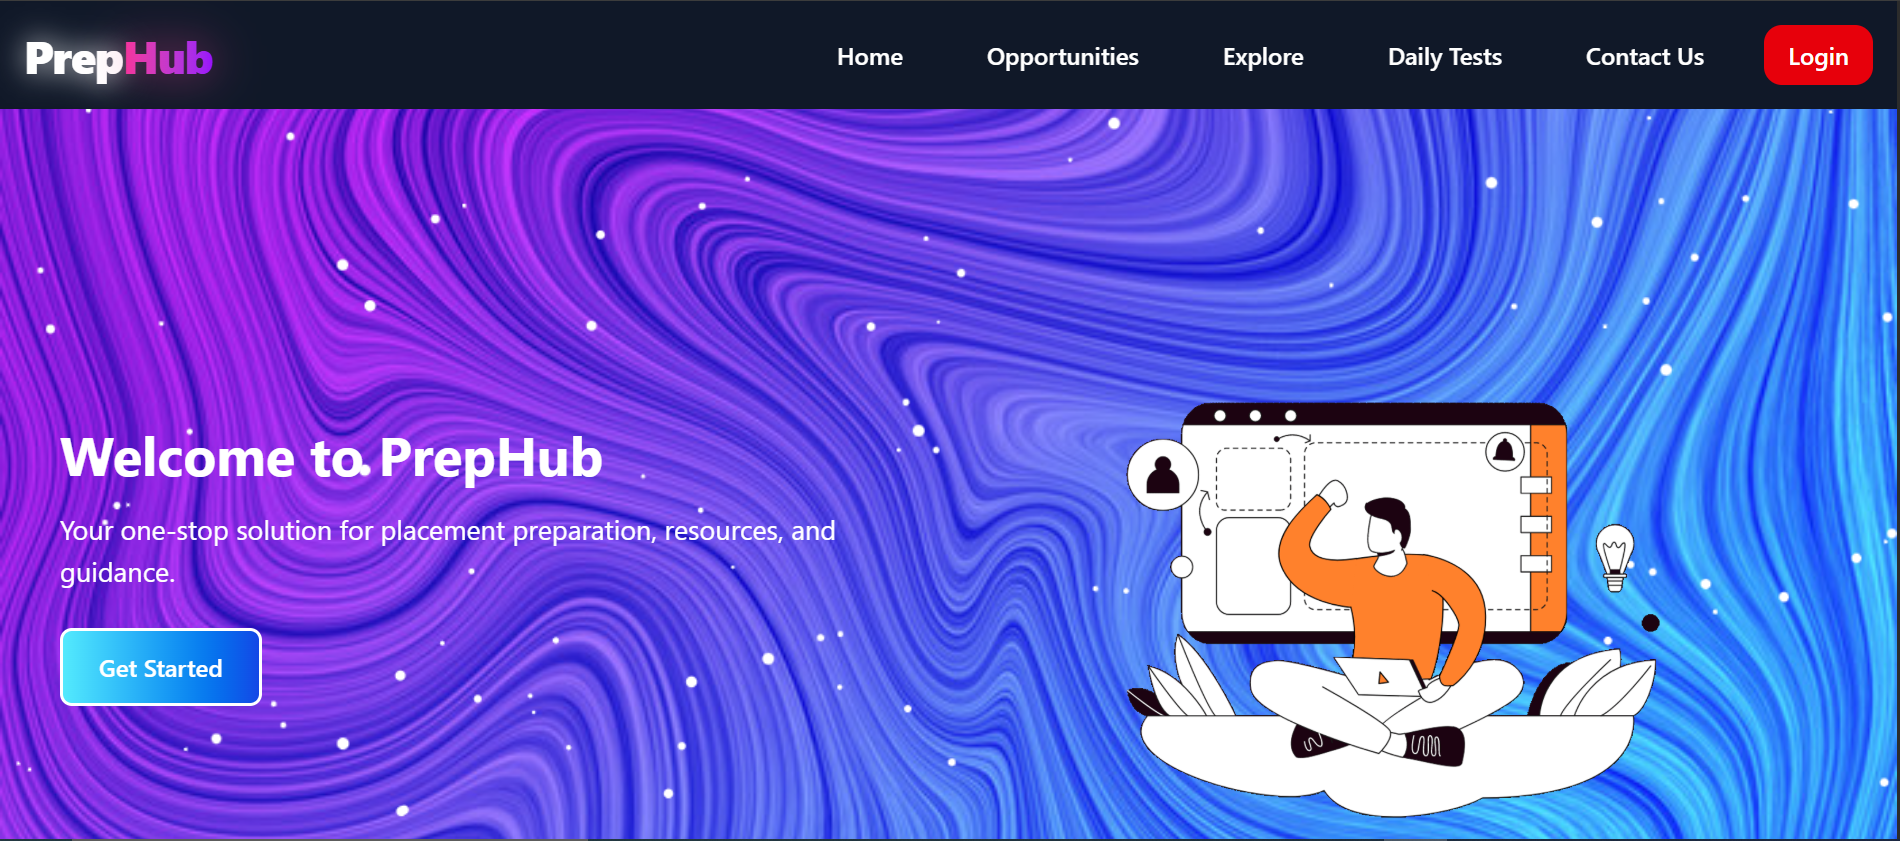 PrepHub
Home Opportunities Explore Daily Tests Contact Us Login
Welcome to PrepHub
Your one-stop solution for placement preparation, resources, and
guidance.
Get Started